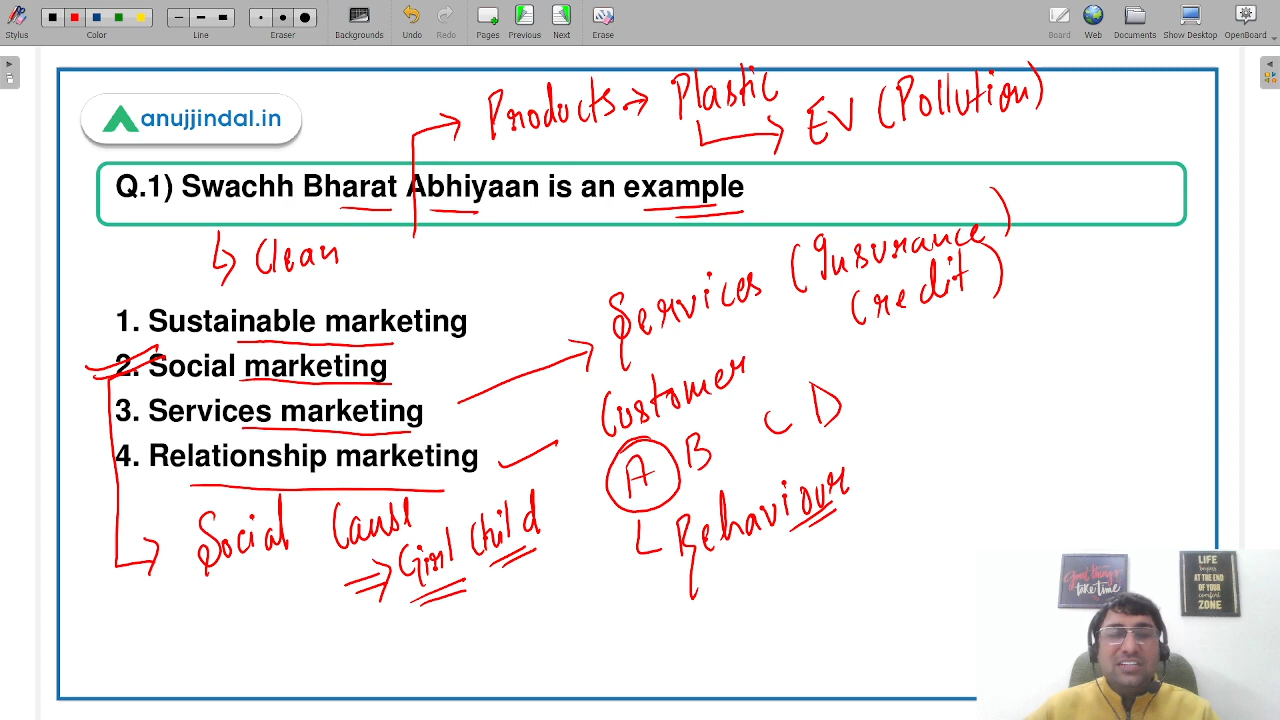 Stylus
Color
Line
Eraser
Backgrounds
Undo
Redo
Pages
Previous
Next
Erase
Board
Web
Documents
Show Desktop
OpenBoard
Products → Plastic
EV (Pollution)
anujjindal.in
Q.1) Swachh Bharat Abhiyaan is an example
Clean
Services (Insurance
Credit)
1. Sustainable marketing
2. Social marketing
3. Services marketing
4. Relationship marketing
Customer
A B C D
Behaviour
Social Cause
⇒ Girl Child
Good things
take time
LIFE
begins
AT THE END
OF YOUR
comfort
ZONE